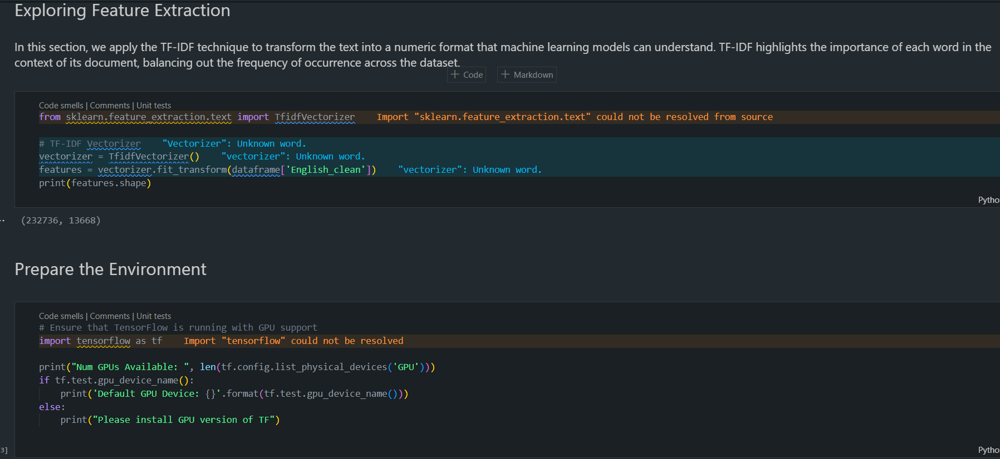 Exploring Feature Extraction
In this section, we apply the TF-IDF technique to transform the text into a numeric format that machine learning models can understand. TF-IDF highlights the importance of each word in the
context of its document, balancing out the frequency of occurrence across the dataset.
+ Code + Markdown
Code smells | Comments | Unit tests
from sklearn.feature_extraction.text import TfidfVectorizer    Import "sklearn.feature_extraction.text" could not be resolved from source
# TF-IDF Vectorizer    "Vectorizer": Unknown word.
vectorizer = TfidfVectorizer()    "vectorizer": Unknown word.
features = vectorizer.fit_transform(dataframe['English_clean'])    "vectorizer": Unknown word.
print(features.shape)
Pytho
(232736, 13668)
Prepare the Environment
Code smells | Comments | Unit tests
# Ensure that TensorFlow is running with GPU support
import tensorflow as tf    Import "tensorflow" could not be resolved
print("Num GPUs Available: ", len(tf.config.list_physical_devices('GPU')))
if tf.test.gpu_device_name():
    print('Default GPU Device: {}'.format(tf.test.gpu_device_name()))
else:
    print("Please install GPU version of TF")
3]
Pytho